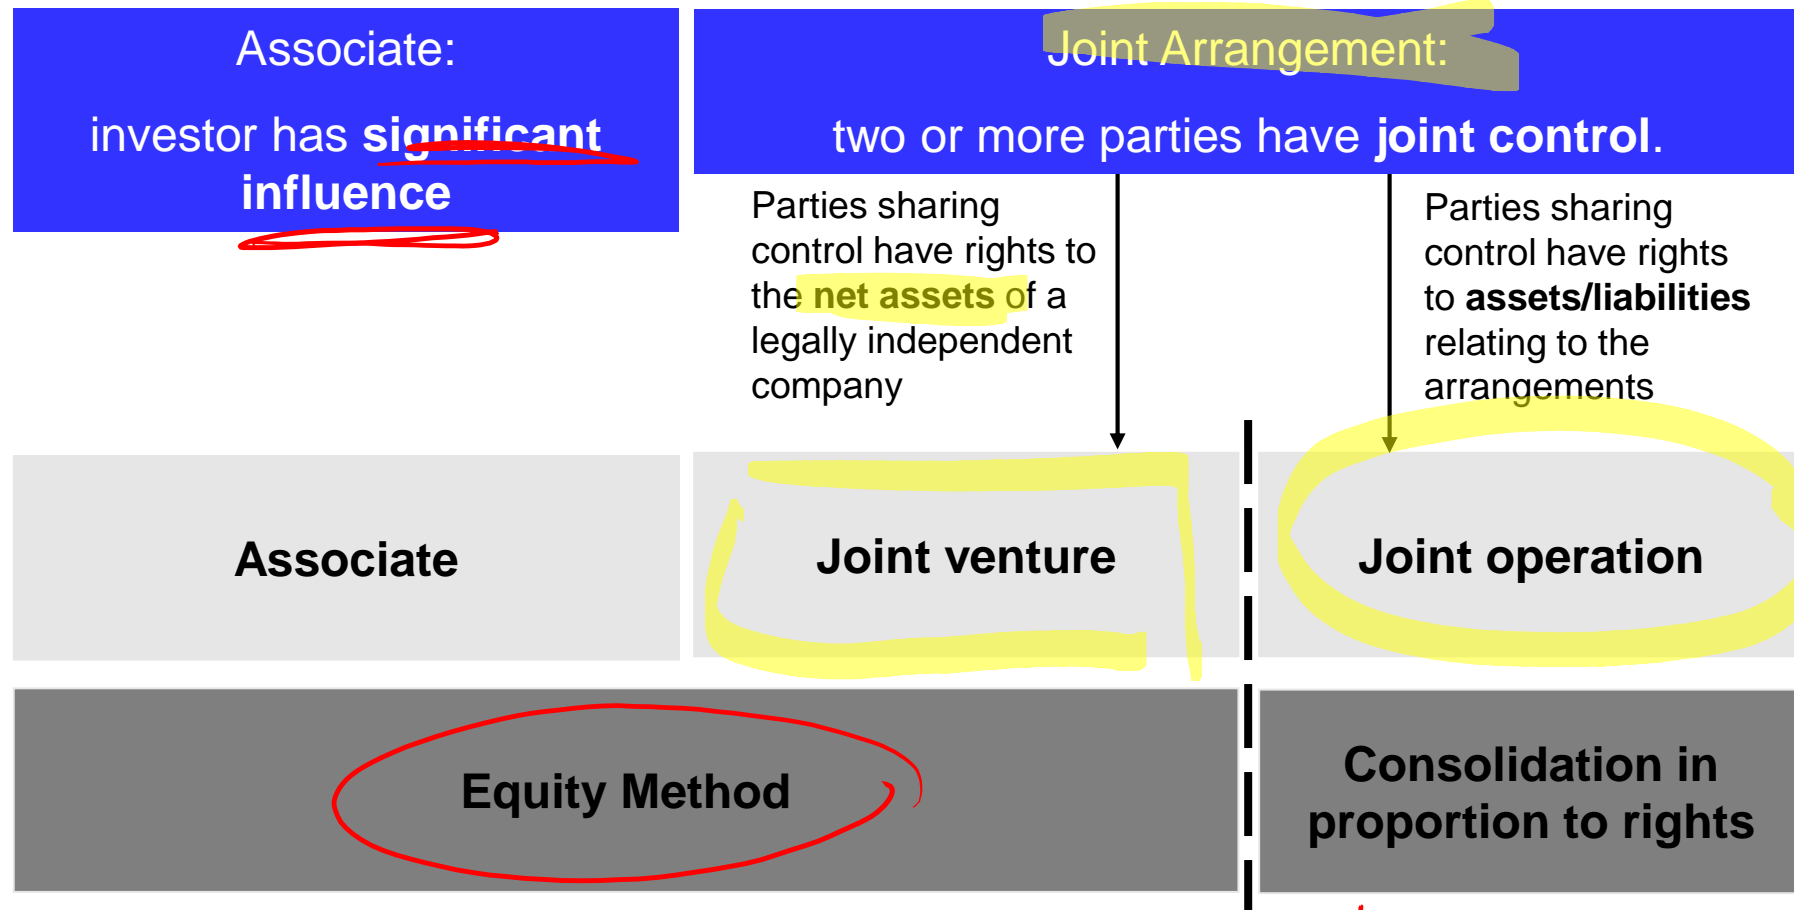 Associate:
investor has significant
influence
Joint Arrangement:
two or more parties have joint control.
Parties sharing
control have rights to
the net assets of a
legally independent
company
Parties sharing
control have rights
to assets/liabilities
relating to the
arrangements
Associate
Joint venture
Joint operation
Equity Method
Consolidation in
proportion to rights